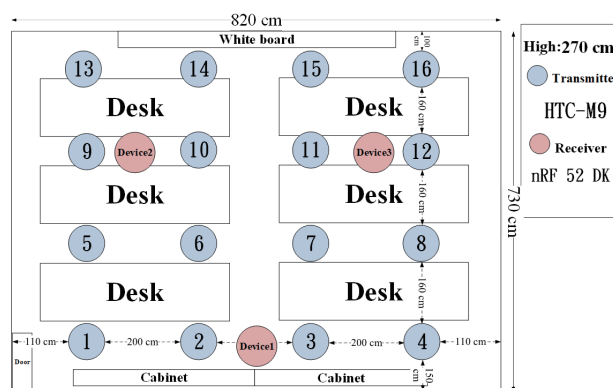 820 cm
White board
100 cm
High:270 cm
13
14
15
16
Transmitte
Desk
Desk
160 cm
HTC-M9
9
Device2
10
11
Device3
12
Receiver
nRF 52 DK
Desk
Desk
160 cm
730 cm
5
6
7
8
Desk
Desk
160 cm
110 cm
1
200 cm
2
Device1
3
200 cm
4
110 cm
Door
150 cm
Cabinet
Cabinet